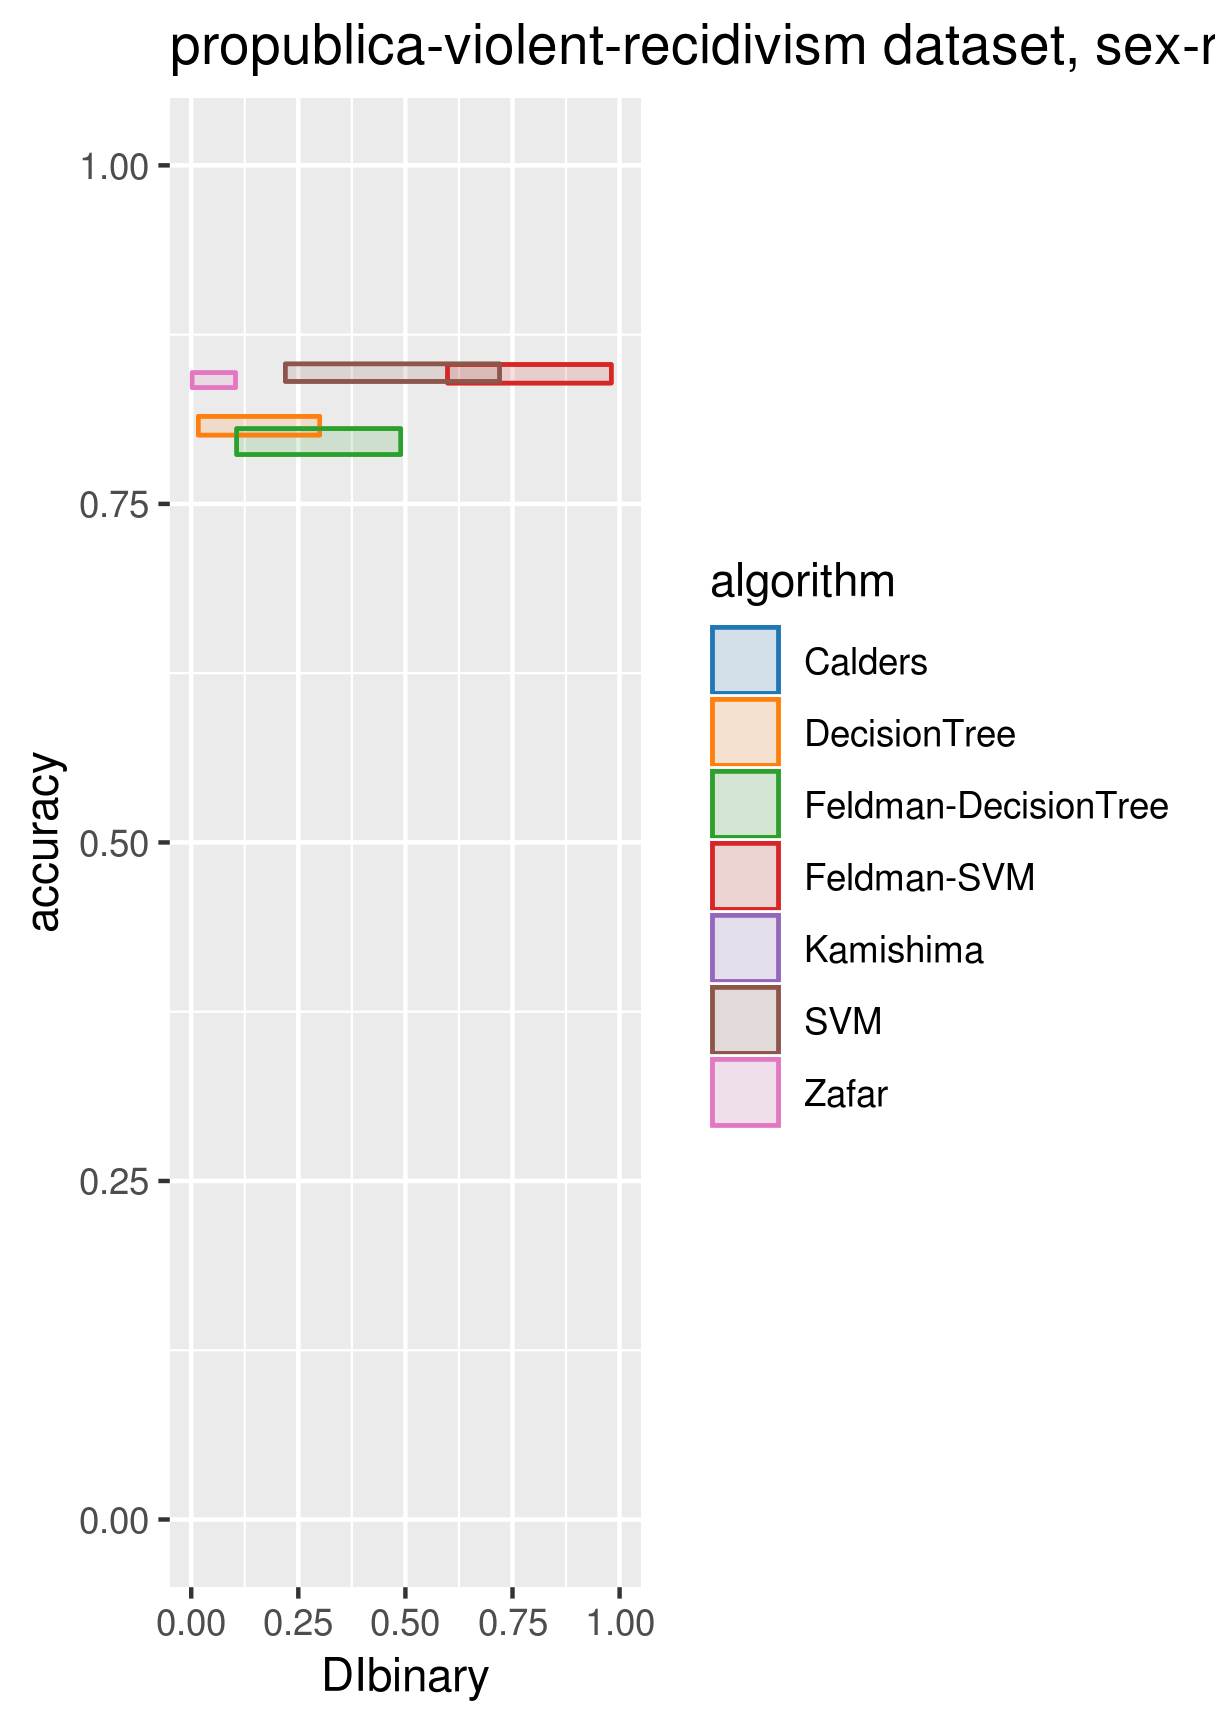 propublica-violent-recidivism dataset, sex-r
1.00
0.75
0.50
0.25
0.00
accuracy
0.00 0.25 0.50 0.75 1.00
DIbinary
algorithm
Calders
DecisionTree
Feldman-DecisionTree
Feldman-SVM
Kamishima
SVM
Zafar